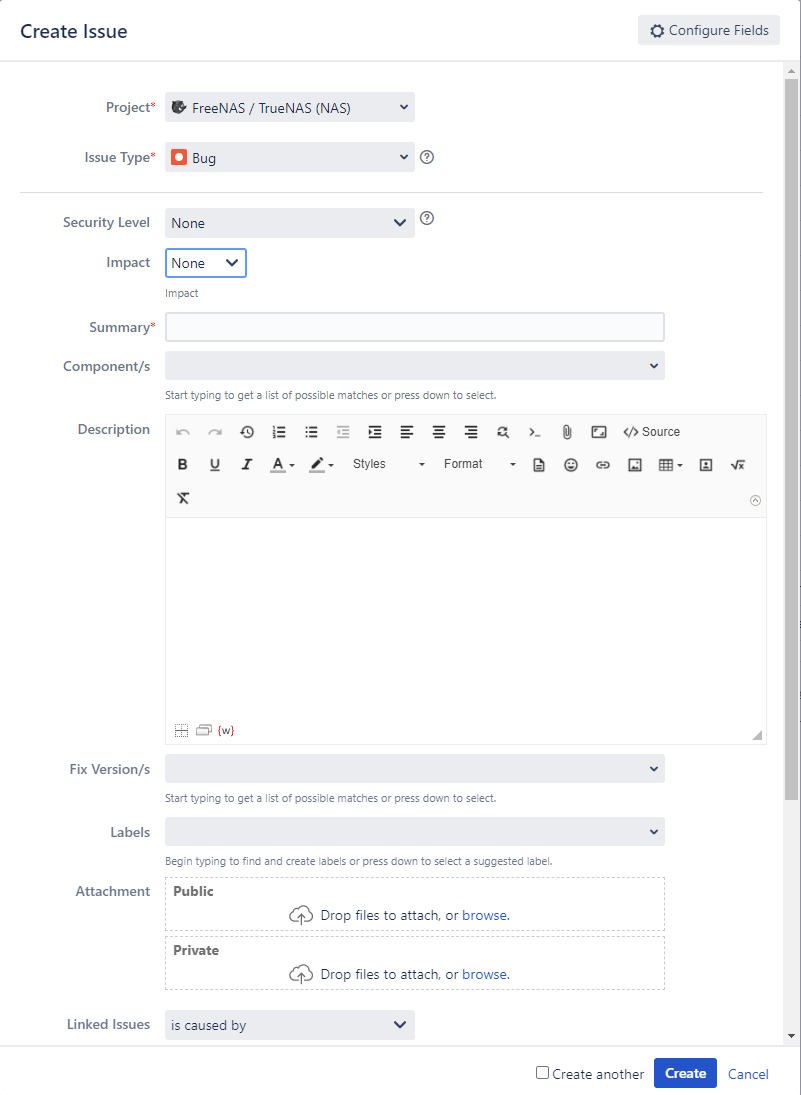 Create Issue
Configure Fields
Project* FreeNAS / TrueNAS (NAS)
Issue Type* Bug
Security Level None
Impact None
Impact
Summary*
Component/s
Start typing to get a list of possible matches or press down to select.
Description
</> Source
B U I A Styles Format
{w}
Fix Version/s
Start typing to get a list of possible matches or press down to select.
Labels
Begin typing to find and create labels or press down to select a suggested label.
Attachment Public
Drop files to attach, or browse.
Private
Drop files to attach, or browse.
Linked Issues is caused by
Create another Create Cancel